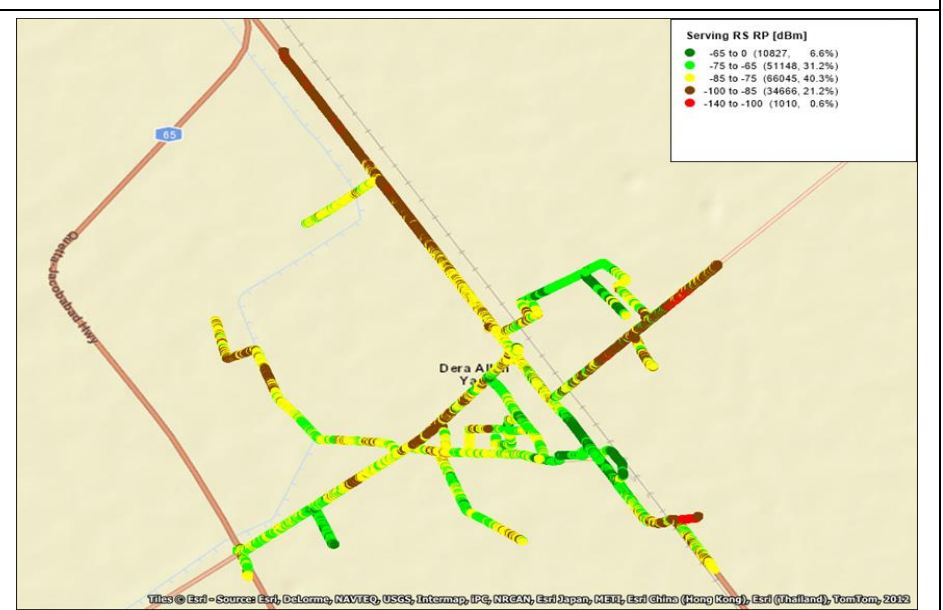 Serving RS RP [dBm]
-65 to 0 (10827, 6.6%)
-75 to -65 (51148, 31.2%)
-85 to -75 (66045, 40.3%)
-100 to -85 (34666, 21.2%)
-140 to -100 (1010, 0.6%)
65
Quetta-Jacobabad Hwy
Dera
Tiles © Esri - Source: Esri, DeLorme, NAVTEQ, USGS, Intermap, iPC, NRCAN, Esri Japan, METI, Esri China (Hong Kong), Esri (Thailand), TomTom, 2012